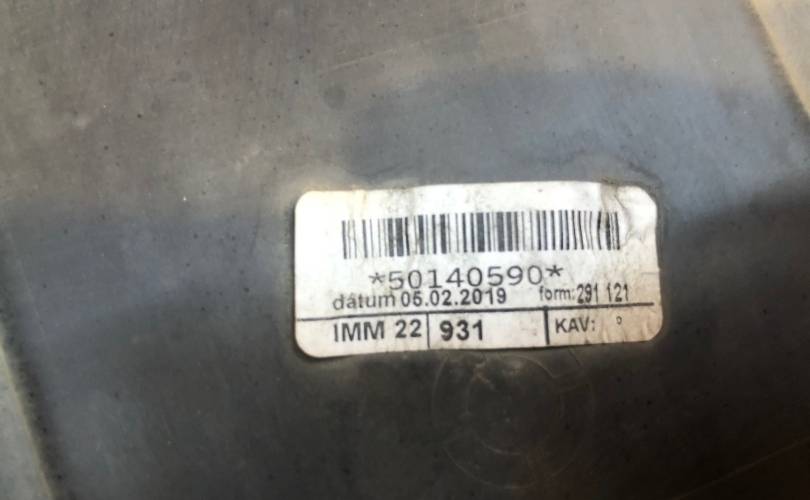 *50140590*
dátum 05.02.2019 form: 291 121
IMM 22 931 KAV: